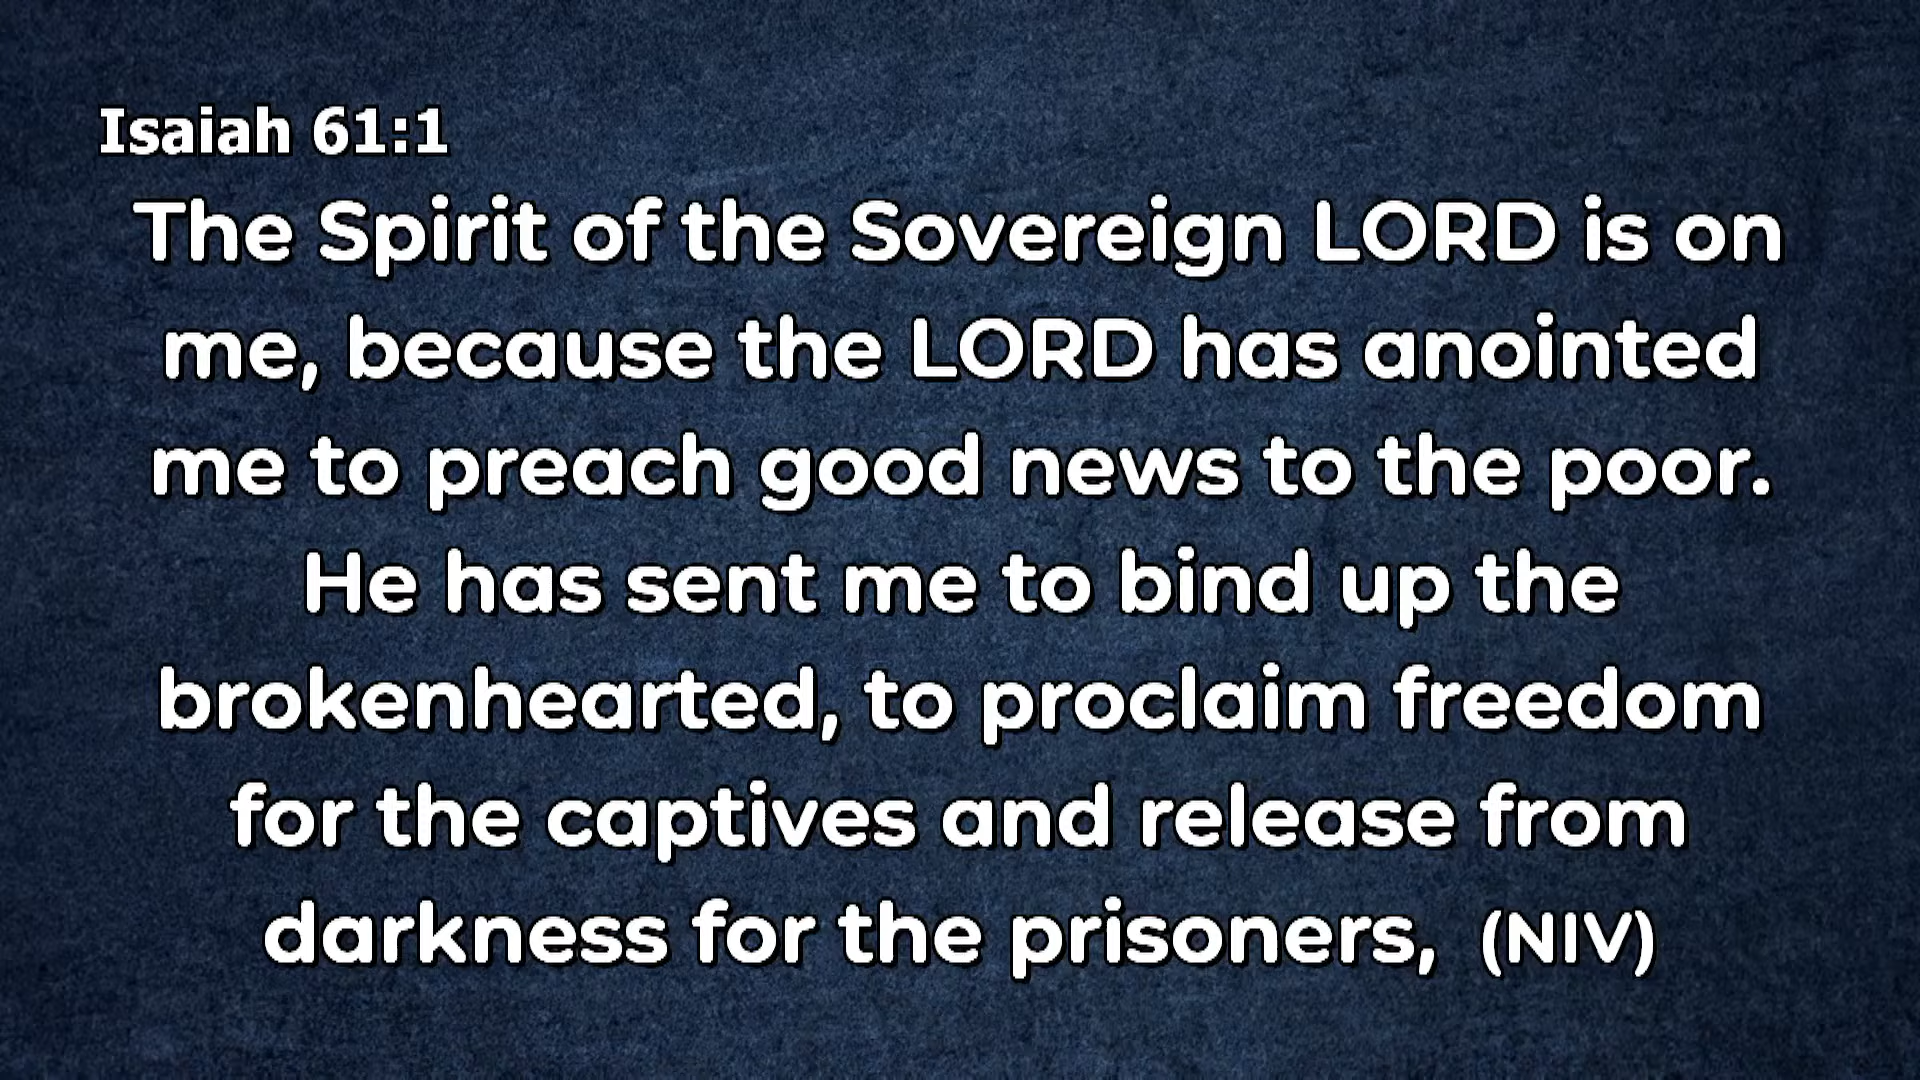 Isaiah 61:1
The Spirit of the Sovereign LORD is on
me, because the LORD has anointed
me to preach good news to the poor.
He has sent me to bind up the
brokenhearted, to proclaim freedom
for the captives and release from
darkness for the prisoners, (NIV)